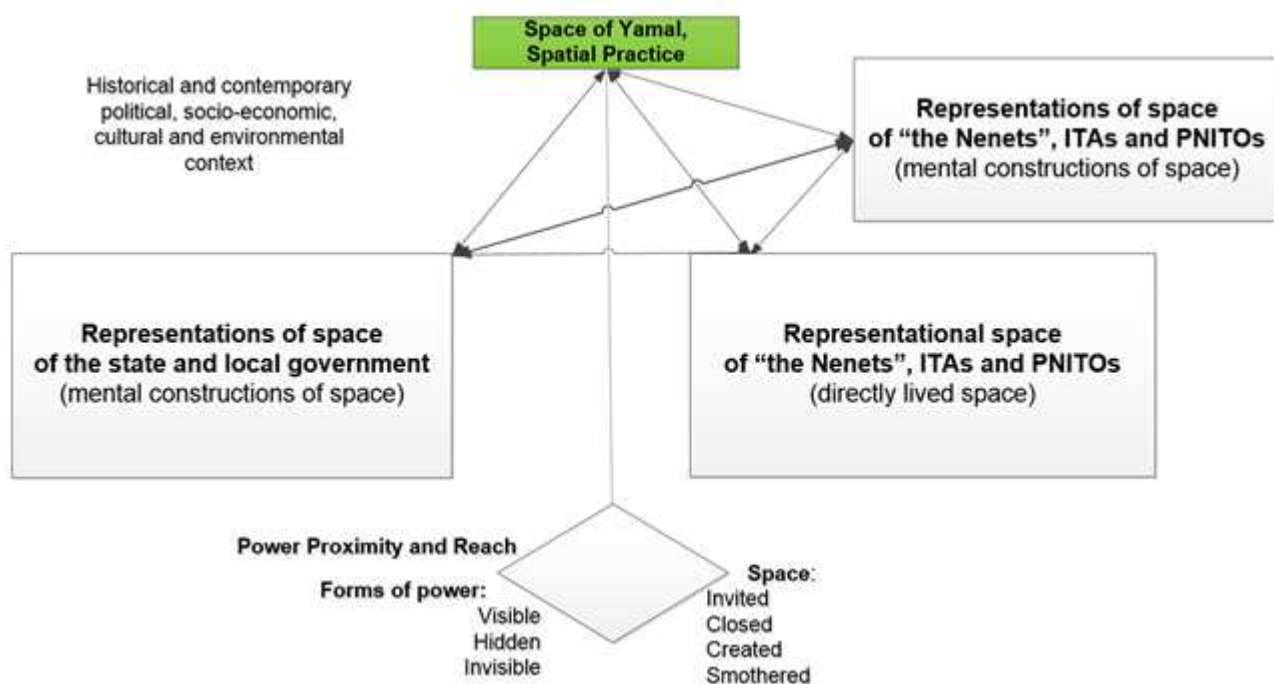 Space of Yamal,
Spatial Practice
Historical and contemporary
political, socio-economic,
cultural and environmental
context
Representations of space
of “the Nenets”, ITAs and PNITOs
(mental constructions of space)
Representations of space
of the state and local government
(mental constructions of space)
Representational space
of “the Nenets”, ITAs and PNITOs
(directly lived space)
Power Proximity and Reach
Forms of power:
Visible
Hidden
Invisible
Space:
Invited
Closed
Created
Smothered